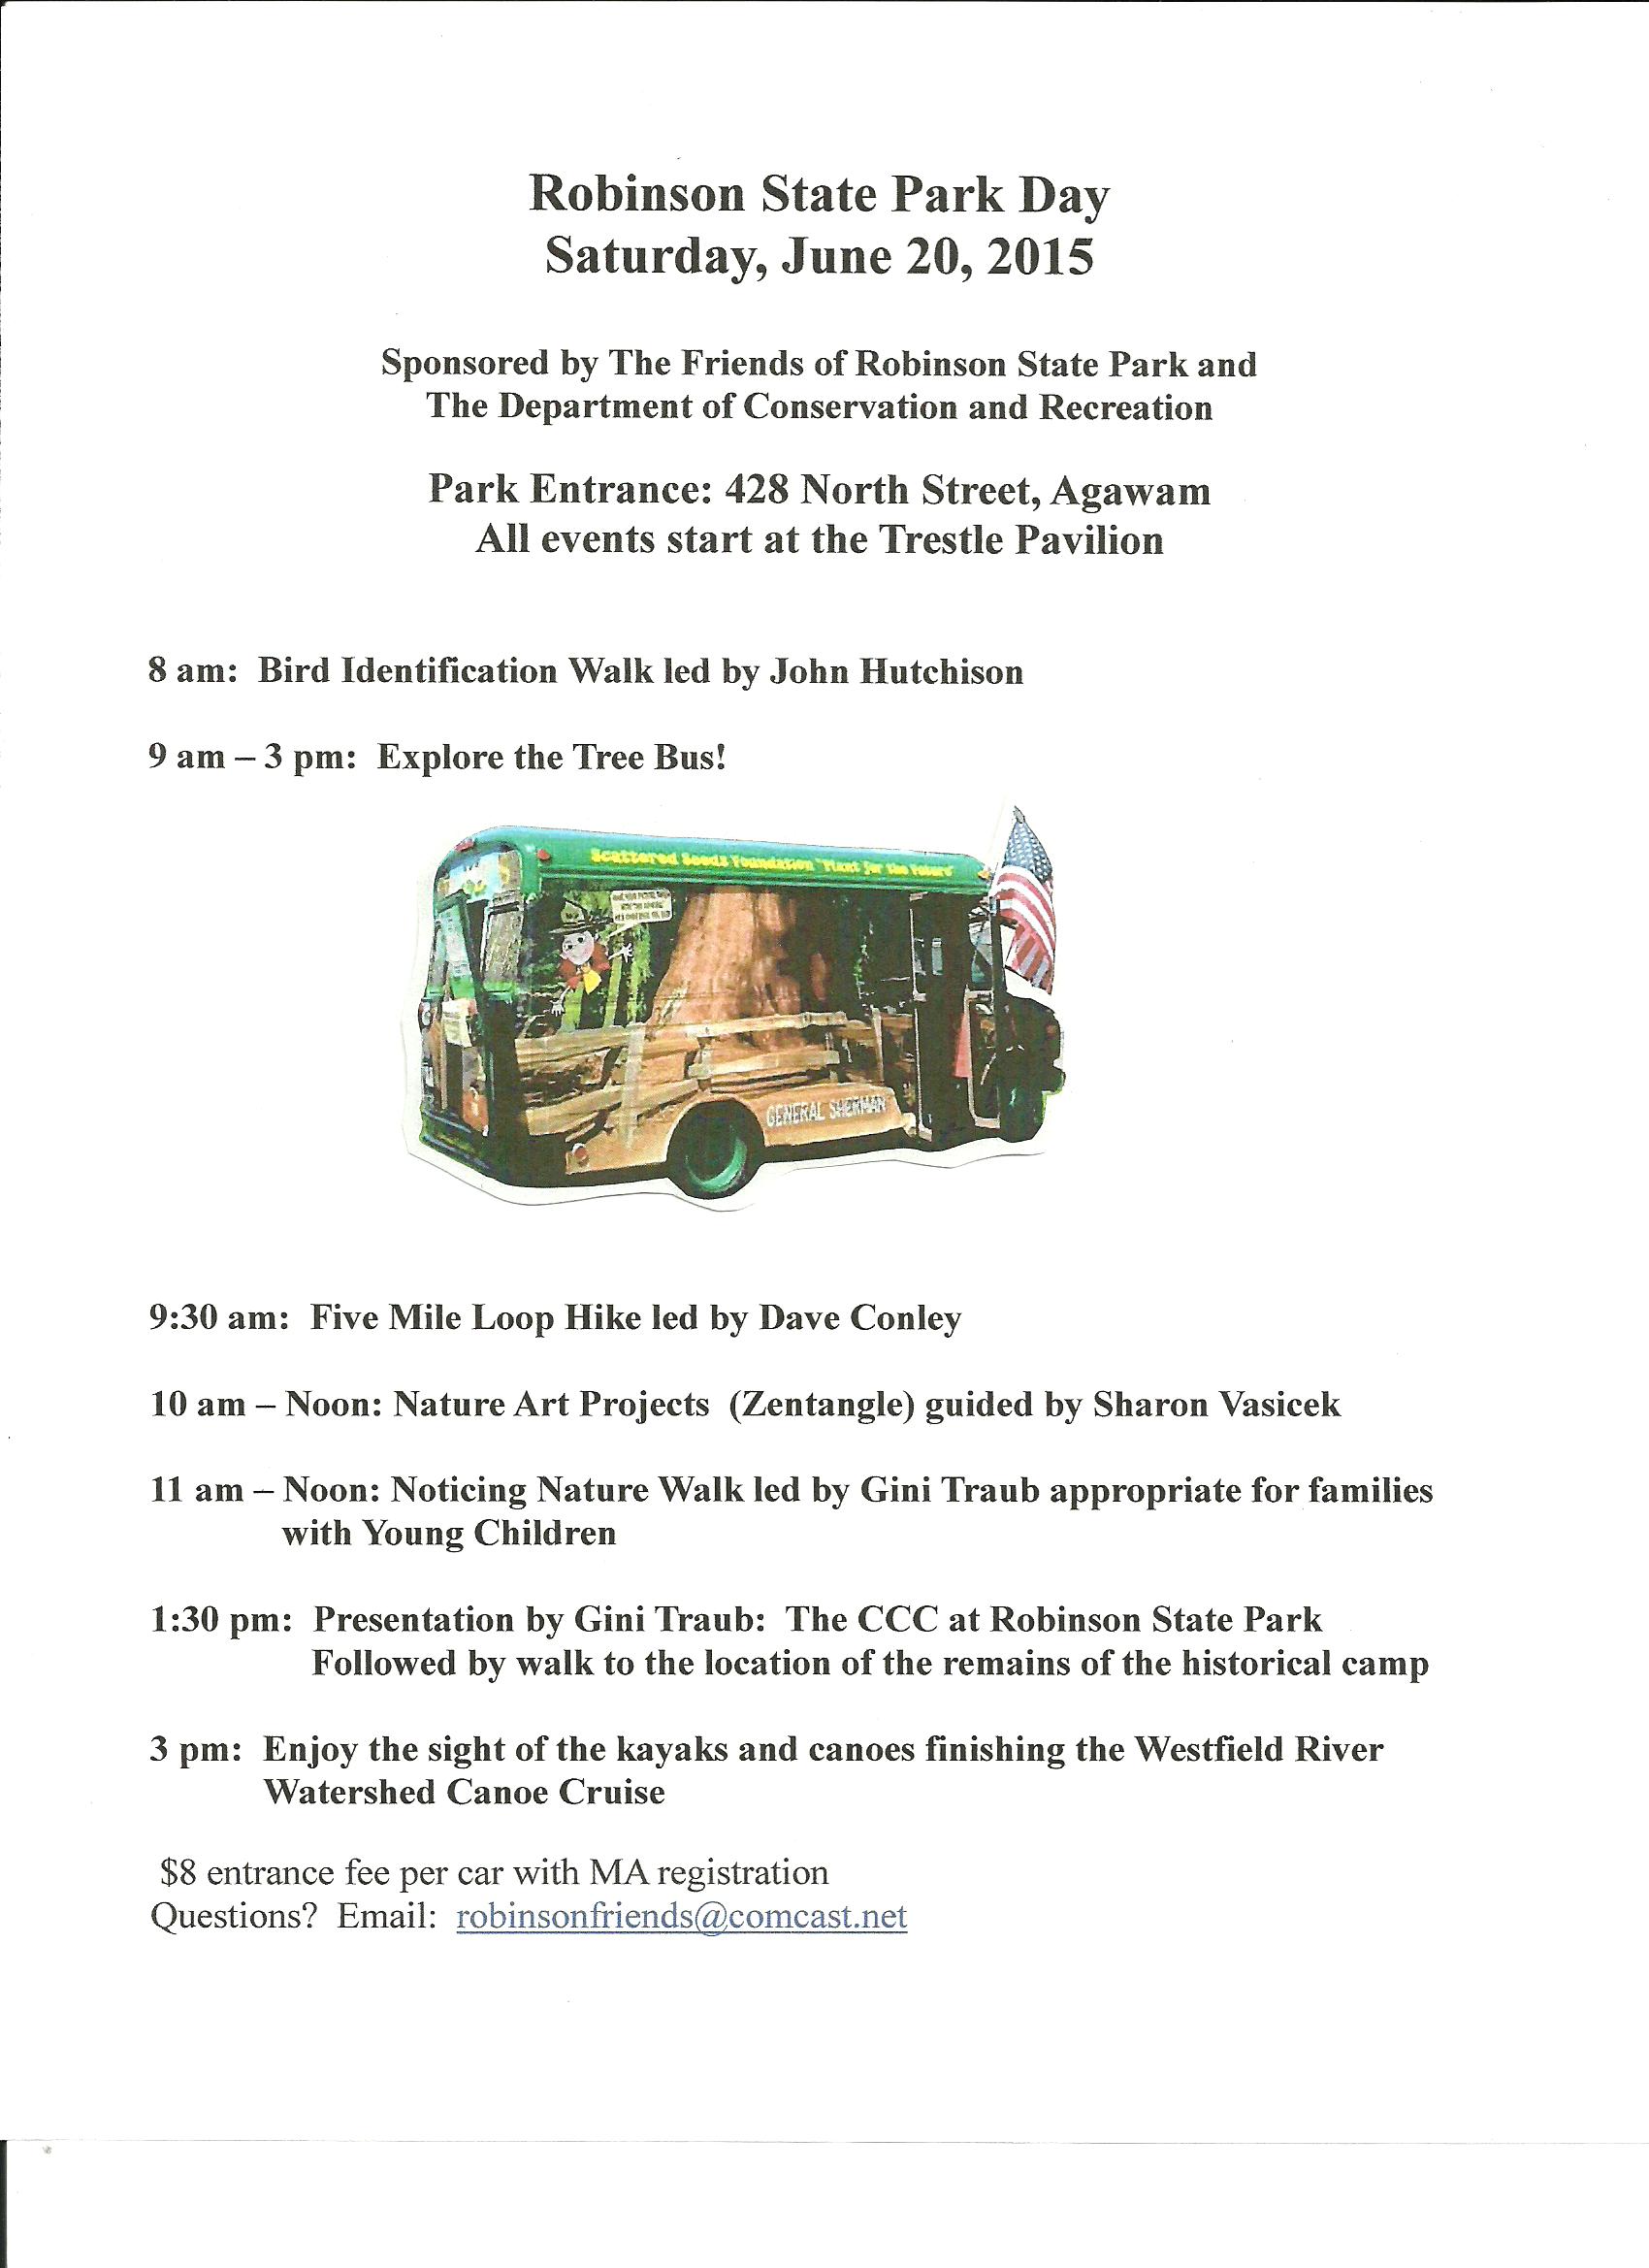 Robinson State Park Day
Saturday, June 20, 2015
Sponsored by The Friends of Robinson State Park and
The Department of Conservation and Recreation
Park Entrance: 428 North Street, Agawam
All events start at the Trestle Pavilion
8 am:  Bird Identification Walk led by John Hutchison
9 am – 3 pm:  Explore the Tree Bus!
Scattered Seeds Foundation "Plant for the Future"
GENERAL SHERMAN
9:30 am:  Five Mile Loop Hike led by Dave Conley
10 am – Noon: Nature Art Projects  (Zentangle) guided by Sharon Vasicek
11 am – Noon: Noticing Nature Walk led by Gini Traub appropriate for families
with Young Children
1:30 pm:  Presentation by Gini Traub:  The CCC at Robinson State Park
Followed by walk to the location of the remains of the historical camp
3 pm:  Enjoy the sight of the kayaks and canoes finishing the Westfield River
Watershed Canoe Cruise
$8 entrance fee per car with MA registration
Questions?  Email:  robinsonfriends@comcast.net